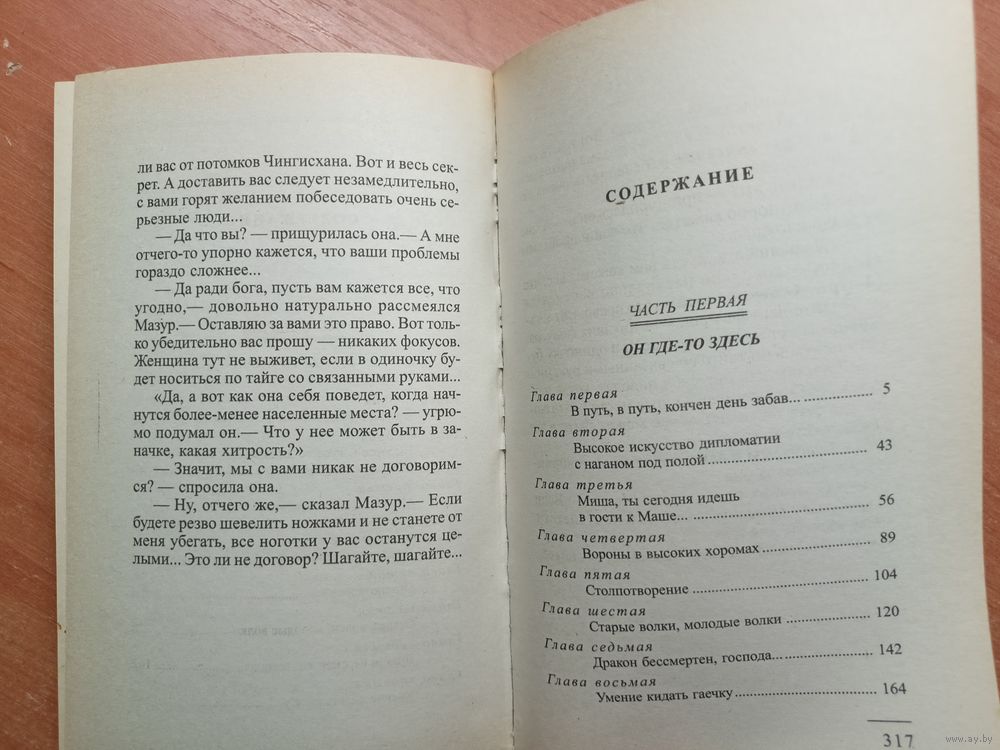 ли вас от потомков Чингисхана. Вот и весь сек-
рет. А доставить вас следует незамедлительно,
с вами горят желанием побеседовать очень се-
рьезные люди...
— Да что вы? — прищурилась она.— А мне
отчего-то упорно кажется, что ваши проблемы
гораздо сложнее...
— Да ради бога, пусть вам кажется все, что
угодно,— довольно натурально рассмеялся
Мазур.— Оставляю за вами это право. Вот толь-
ко убедительно вас прошу — никаких фокусов.
Женщина тут не выживет, если в одиночку бу-
дет носиться по тайге со связанными руками...
«Да, а вот как она себя поведет, когда нач-
нутся более-менее населенные места? — угрю-
мо подумал он.— Что у нее может быть в за-
начке, какая хитрость?»
— Значит, мы с вами никак не договорим-
ся? — спросила она.
— Ну, отчего же,— сказал Мазур.— Если
будете резво шевелить ножками и не станете от
меня убегать, все ноготки у вас останутся це-
лыми... Это ли не договор? Шагайте, шагайте...
СОДЕРЖАНИЕ
ЧАСТЬ ПЕРВАЯ
ОН ГДЕ-ТО ЗДЕСЬ
Глава первая
В путь, в путь, кончен день забав... 5
Глава вторая
Высокое искусство дипломатии
с наганом под полой 43
Глава третья
Миша, ты сегодня идешь
в гости к Маше... 56
Глава четвертая
Вороны в высоких хоромах 89
Глава пятая
Столпотворение 104
Глава шестая
Старые волки, молодые волки 120
Глава седьмая
Дракон бессмертен, господа... 142
Глава восьмая
Умение кидать гаечку 164
317
www.ay.by